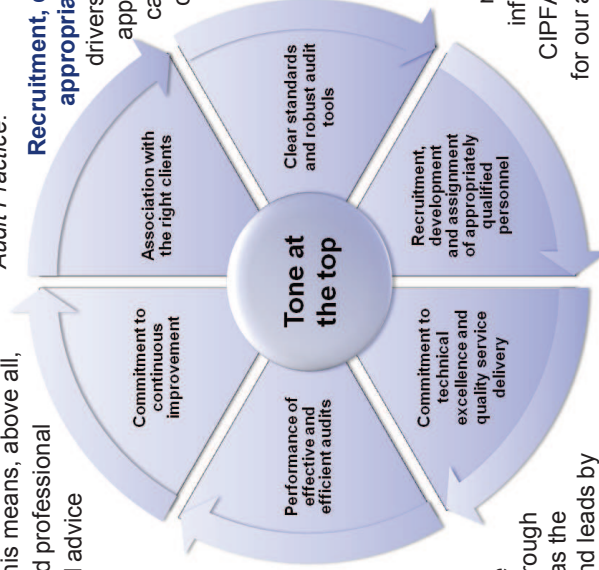 his means, above all,
d professional
l advice
Audit Practice.
Recruitment, d
appropria
drivers
app
ca
Association with
the right clients
Clear standards
and robust audit
tools
Recruitment,
development
and assignment
of appropriately
qualified
personnel
Commitment to
technical
excellence and
quality service
delivery
Performance of
effective and
efficient audits
Commitment to
continuous
improvement
Tone at
the top
inf
CIPFA
for our a
rough
as the
nd leads by